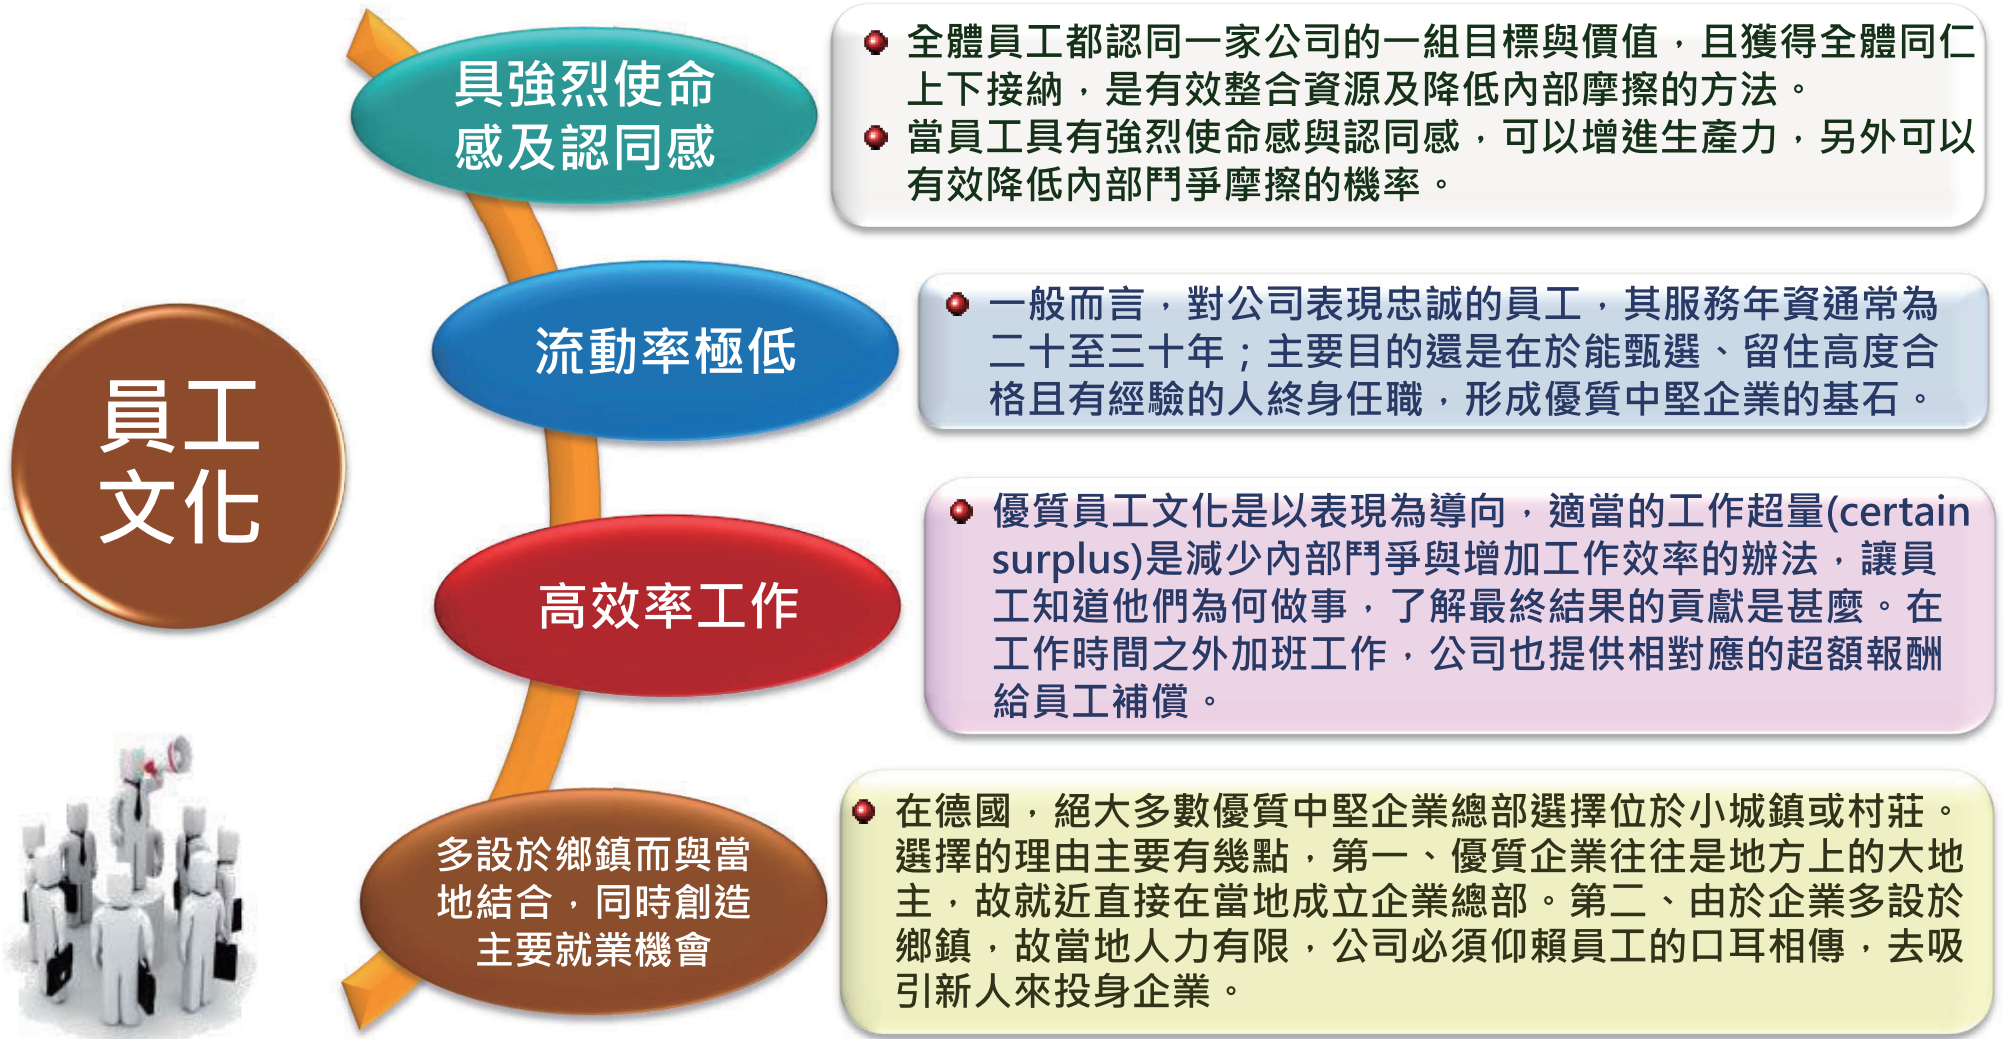 員工
文化
具強烈使命
感及認同感
全體員工都認同一家公司的一組目標與價值，且獲得全體同仁
上下接納，是有效整合資源及降低內部摩擦的方法。
當員工具有強烈使命感與認同感，可以增進生產力，另外可以
有效降低內部鬥爭摩擦的機率。
流動率極低
一般而言，對公司表現忠誠的員工，其服務年資通常為
二十至三十年；主要目的還是在於能甄選、留住高度合
格且有經驗的人終身任職，形成優質中堅企業的基石。
高效率工作
優質員工文化是以表現為導向，適當的工作超量(certain
surplus)是減少內部鬥爭與增加工作效率的辦法，讓員
工知道他們為何做事，了解最終結果的貢獻是甚麼。在
工作時間之外加班工作，公司也提供相對應的超額報酬
給員工補償。
多設於鄉鎮而與當
地結合，同時創造
主要就業機會
在德國，絕大多數優質中堅企業總部選擇位於小城鎮或村莊。
選擇的理由主要有幾點，第一、優質企業往往是地方上的大地
主，故就近直接在當地成立企業總部。第二、由於企業多設於
鄉鎮，故當地人力有限，公司必須仰賴員工的口耳相傳，去吸
引新人來投身企業。